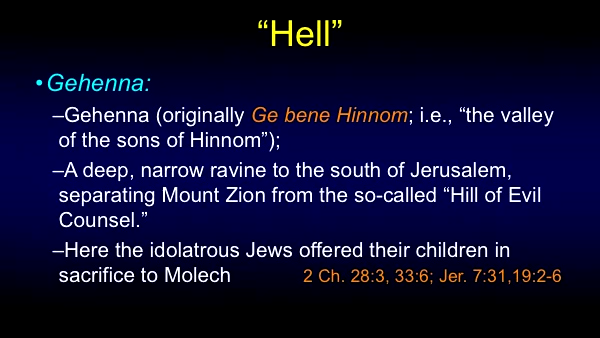 “Hell”
•Gehenna:
–Gehenna (originally Ge bene Hinnom; i.e., “the valley
of the sons of Hinnom”);
–A deep, narrow ravine to the south of Jerusalem,
separating Mount Zion from the so-called “Hill of Evil
Counsel.”
–Here the idolatrous Jews offered their children in
sacrifice to Molech 2 Ch. 28:3, 33:6; Jer. 7:31,19:2-6